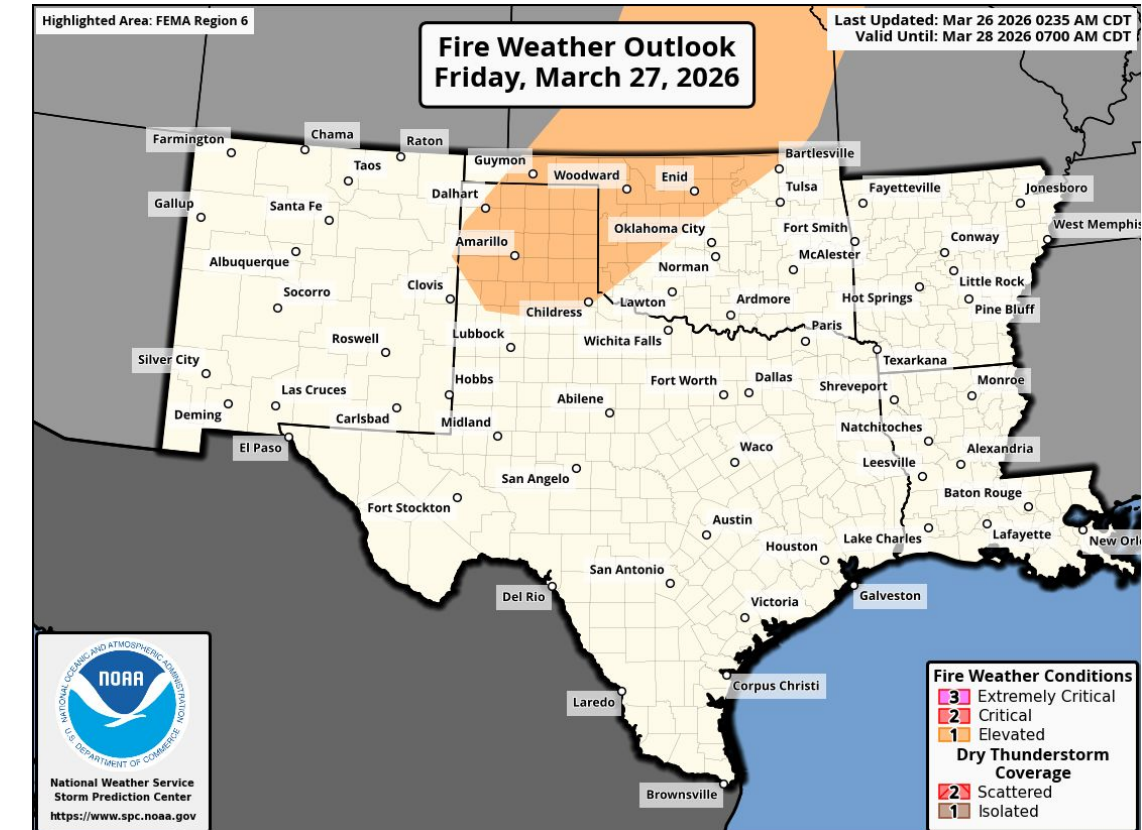 Highlighted Area: FEMA Region 6
Fire Weather Outlook
Friday, March 27, 2026
Last Updated: Mar 26 2026 0235 AM CDT
Valid Until: Mar 28 2026 0700 AM CDT
Farmington
Chama
Raton
Taos
Guymon
Woodward
Enid
Bartlesville
Gallup
Santa Fe
Dalhart
Tulsa
Fayetteville
Jonesboro
Albuquerque
Amarillo
Oklahoma City
Fort Smith
Conway
West Memphis
Socorro
Clovis
Norman
McAlester
Little Rock
Childress
Lawton
Ardmore
Hot Springs
Pine Bluff
Roswell
Lubbock
Wichita Falls
Paris
Silver City
Texarkana
Deming
Las Cruces
Carlsbad
Hobbs
Abilene
Fort Worth
Dallas
Shreveport
Monroe
El Paso
Midland
Natchitoches
San Angelo
Waco
Leesville
Alexandria
Fort Stockton
Baton Rouge
Austin
Houston
Lake Charles
Lafayette
New Orle
San Antonio
Del Rio
Victoria
Galveston
Laredo
Corpus Christi
Brownsville
NATIONAL OCEANIC AND ATMOSPHERIC ADMINISTRATION
NOAA
U.S. DEPARTMENT OF COMMERCE
National Weather Service
Storm Prediction Center
https://www.spc.noaa.gov
Fire Weather Conditions
3 Extremely Critical
2 Critical
1 Elevated
Dry Thunderstorm
Coverage
2 Scattered
1 Isolated